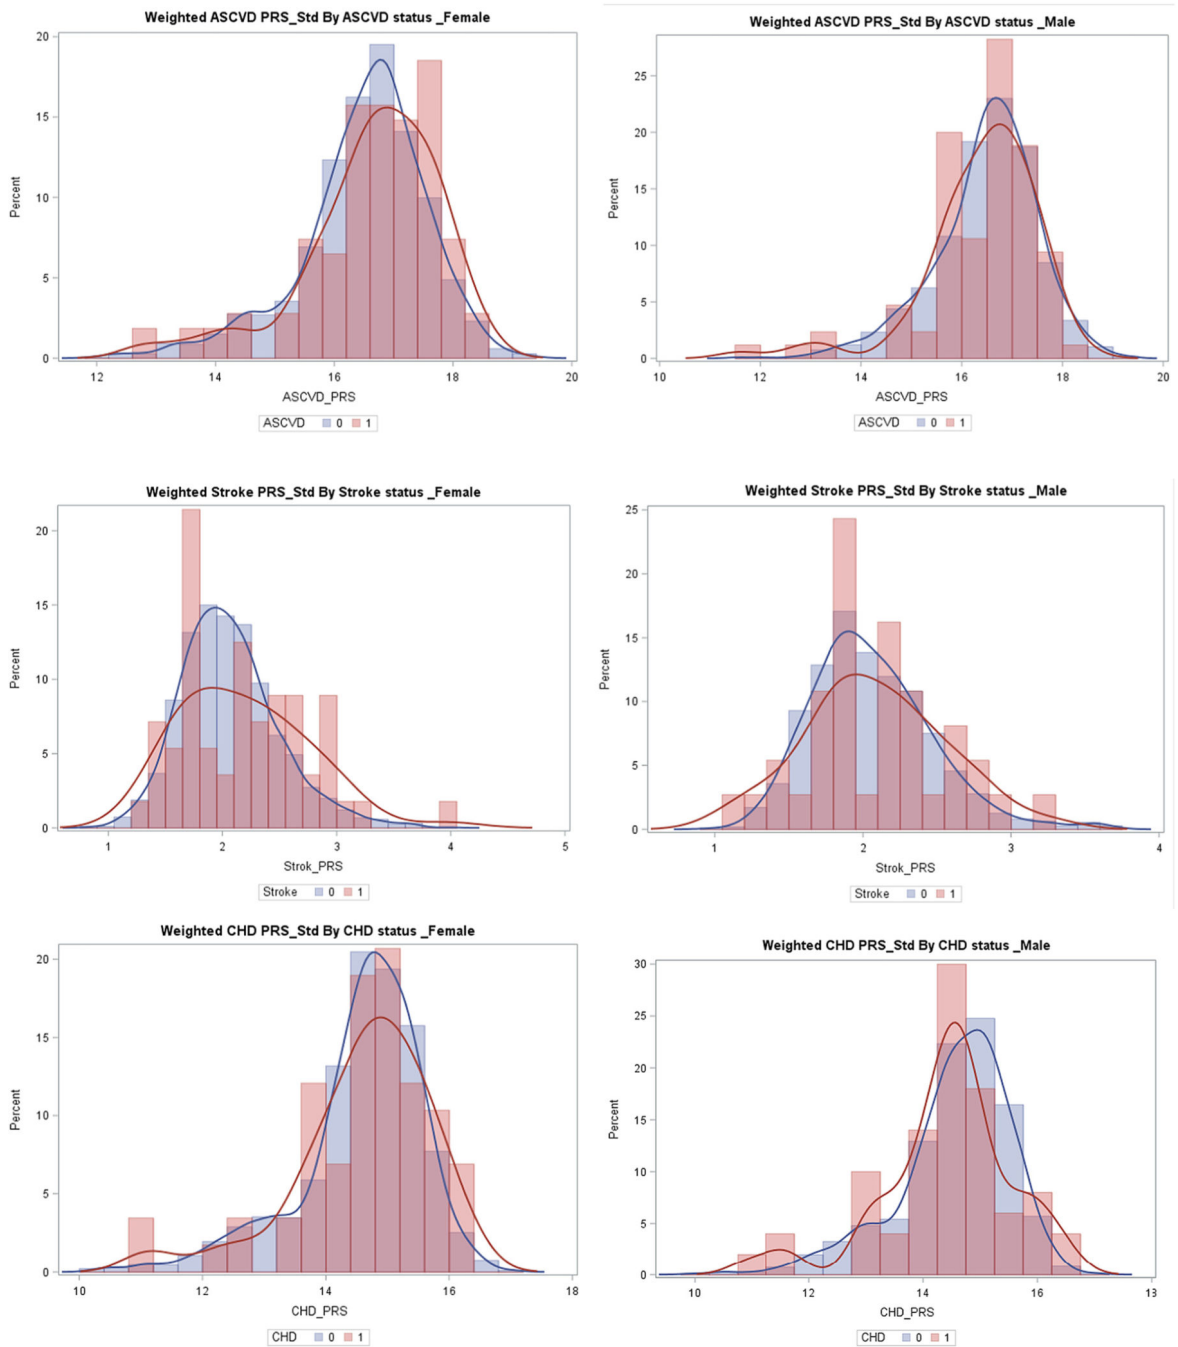 Weighted ASCVD PRS_Std By ASCVD status _Female
20
15
10
5
0
Percent
12 14 16 18 20
ASCVD_PRS
ASCVD 0 1
Weighted ASCVD PRS_Std By ASCVD status _Male
25
20
15
10
5
0
Percent
10 12 14 16 18 20
ASCVD_PRS
ASCVD 0 1
Weighted Stroke PRS_Std By Stroke status _Female
20
15
10
5
0
Percent
1 2 3 4 5
Strok_PRS
Stroke 0 1
Weighted Stroke PRS_Std By Stroke status _Male
25
20
15
10
5
0
Percent
1 2 3 4
Strok_PRS
Stroke 0 1
Weighted CHD PRS_Std By CHD status _Female
20
15
10
5
0
Percent
10 12 14 16 18
CHD_PRS
CHD 0 1
Weighted CHD PRS_Std By CHD status _Male
30
25
20
15
10
5
0
Percent
10 12 14 16 13
CHD_PRS
CHD 0 1